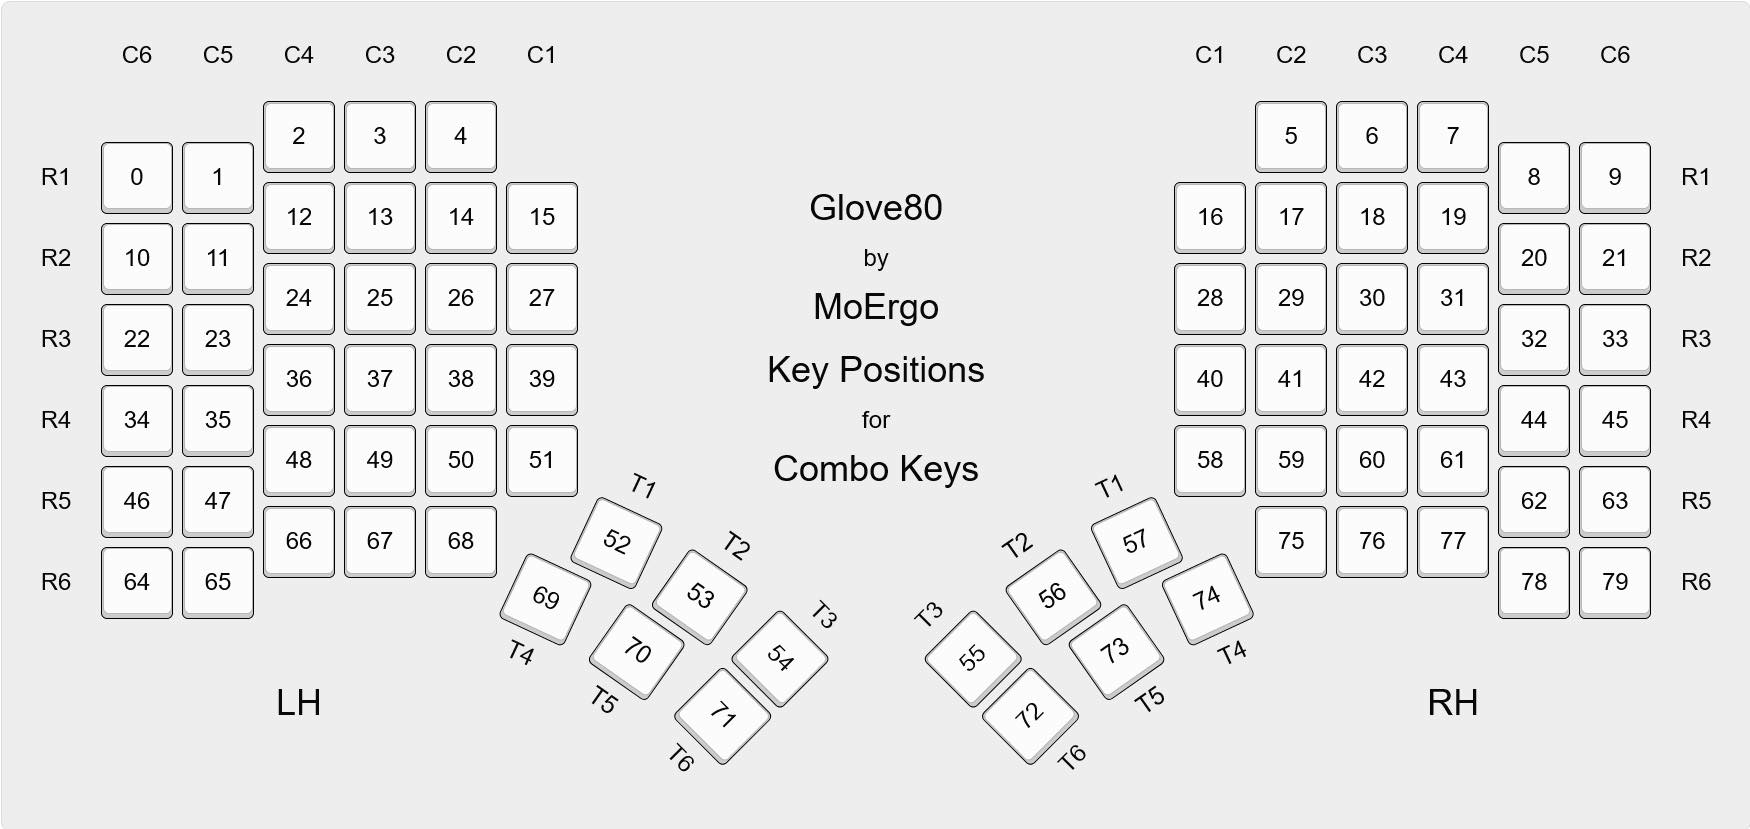 C6 C5 C4 C3 C2 C1 C1 C2 C3 C4 C5 C6
2 3 4 5 6 7
R1 0 1 8 9 R1
12 13 14 15 Glove80 16 17 18 19
R2 10 11 by 20 21 R2
24 25 26 27 MoErgo 28 29 30 31
R3 22 23 32 33 R3
36 37 38 39 Key Positions 40 41 42 43
R4 34 35 for 44 45 R4
48 49 50 51 Combo Keys 58 59 60 61
T1 T1
R5 46 47 62 63 R5
66 67 68 52 T2 T2 57 75 76 77
R6 64 65 78 79 R6
69 53 T3 T3 56 74
T4 70 54 55 73 T4
LH T5 71 72 T5 RH
T6 T6